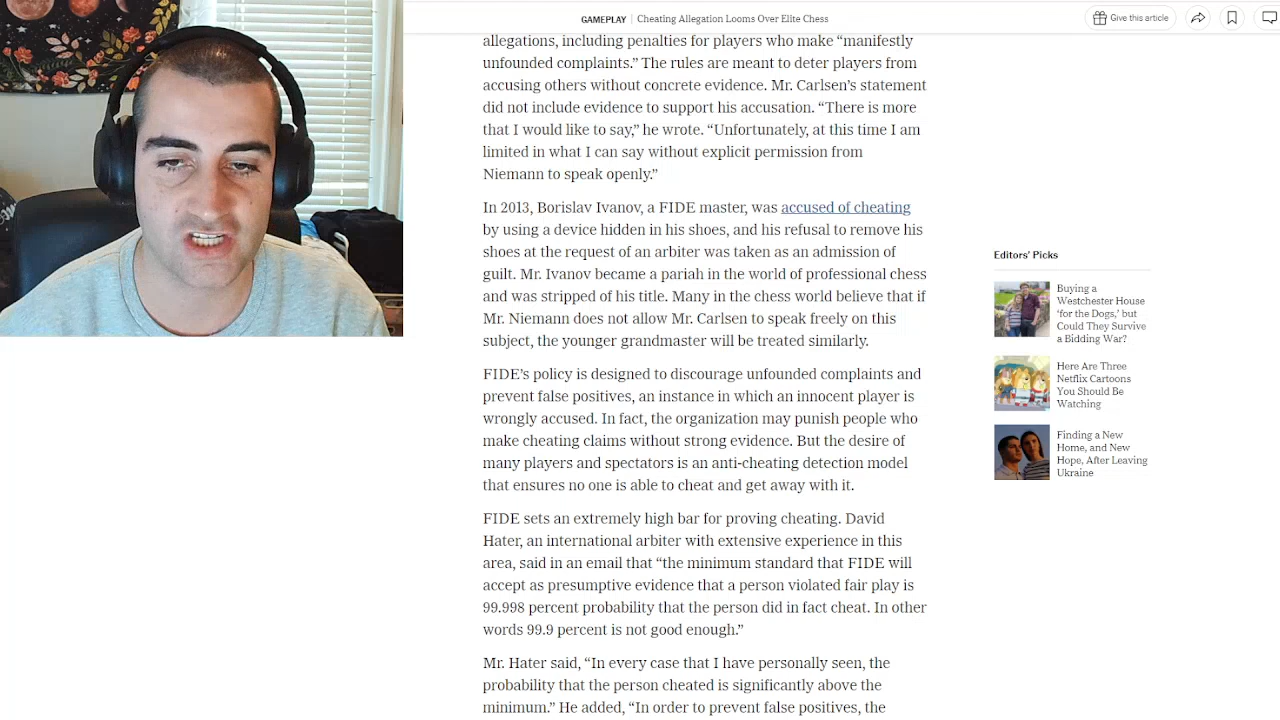 GAMEPLAY | Cheating Allegation Looms Over Elite Chess
Give this article
allegations, including penalties for players who make “manifestly
unfounded complaints.” The rules are meant to deter players from
accusing others without concrete evidence. Mr. Carlsen’s statement
did not include evidence to support his accusation. “There is more
that I would like to say,” he wrote. “Unfortunately, at this time I am
limited in what I can say without explicit permission from
Niemann to speak openly.”
In 2013, Borislav Ivanov, a FIDE master, was accused of cheating
by using a device hidden in his shoes, and his refusal to remove his
shoes at the request of an arbiter was taken as an admission of
guilt. Mr. Ivanov became a pariah in the world of professional chess
and was stripped of his title. Many in the chess world believe that if
Mr. Niemann does not allow Mr. Carlsen to speak freely on this
subject, the younger grandmaster will be treated similarly.
FIDE’s policy is designed to discourage unfounded complaints and
prevent false positives, an instance in which an innocent player is
wrongly accused. In fact, the organization may punish people who
make cheating claims without strong evidence. But the desire of
many players and spectators is an anti-cheating detection model
that ensures no one is able to cheat and get away with it.
FIDE sets an extremely high bar for proving cheating. David
Hater, an international arbiter with extensive experience in this
area, said in an email that “the minimum standard that FIDE will
accept as presumptive evidence that a person violated fair play is
99.998 percent probability that the person did in fact cheat. In other
words 99.9 percent is not good enough.”
Mr. Hater said, “In every case that I have personally seen, the
probability that the person cheated is significantly above the
minimum.” He added, “In order to prevent false positives, the
Editors’ Picks
Buying a
Westchester House
‘for the Dogs,’ but
Could They Survive
a Bidding War?
Here Are Three
Netflix Cartoons
You Should Be
Watching
Finding a New
Home, and New
Hope, After Leaving
Ukraine